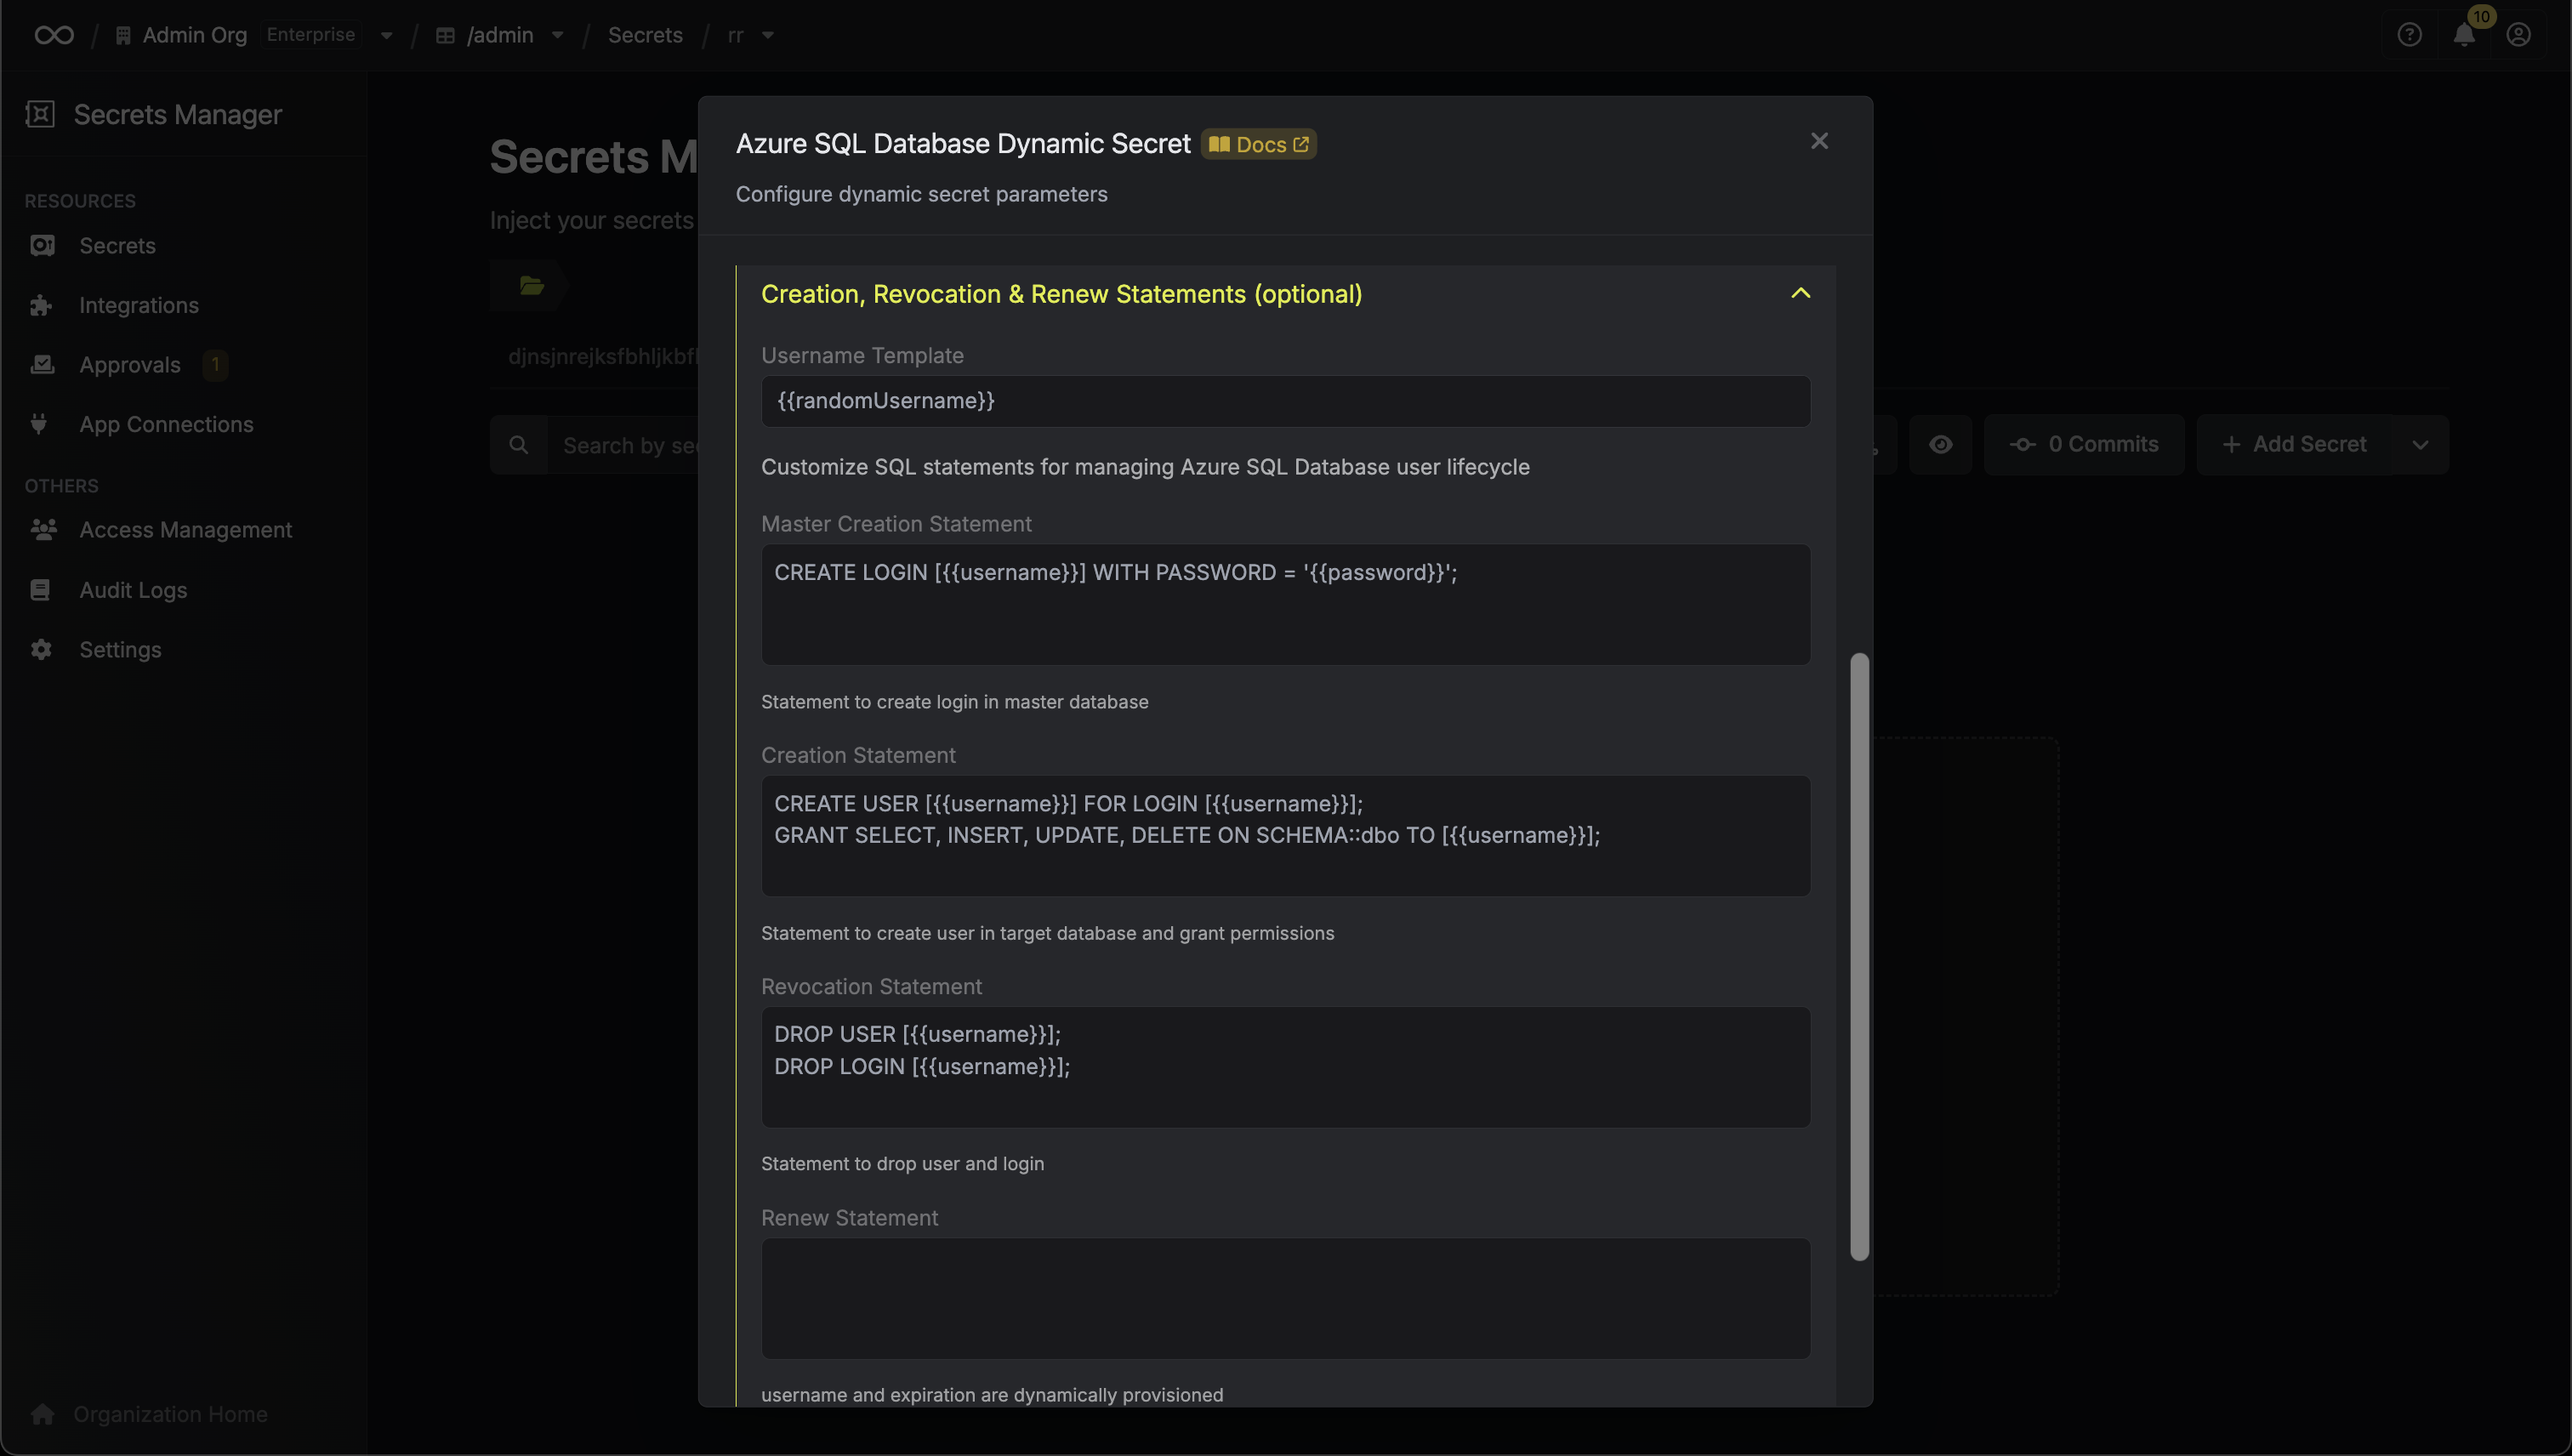 / Admin Org Enterprise / /admin / Secrets / rr
10
Secrets Manager
RESOURCES
Secrets
Integrations
Approvals 1
App Connections
OTHERS
Access Management
Audit Logs
Settings
Organization Home
Secrets M
Inject your secrets
Search by se
0 Commits
Add Secret
Azure SQL Database Dynamic Secret Docs
Configure dynamic secret parameters
Creation, Revocation & Renew Statements (optional)
Username Template
{{randomUsername}}
Customize SQL statements for managing Azure SQL Database user lifecycle
Master Creation Statement
CREATE LOGIN [{{username}}] WITH PASSWORD = '{{password}}';
Statement to create login in master database
Creation Statement
CREATE USER [{{username}}] FOR LOGIN [{{username}}];
GRANT SELECT, INSERT, UPDATE, DELETE ON SCHEMA::dbo TO [{{username}}];
Statement to create user in target database and grant permissions
Revocation Statement
DROP USER [{{username}}];
DROP LOGIN [{{username}}];
Statement to drop user and login
Renew Statement
username and expiration are dynamically provisioned